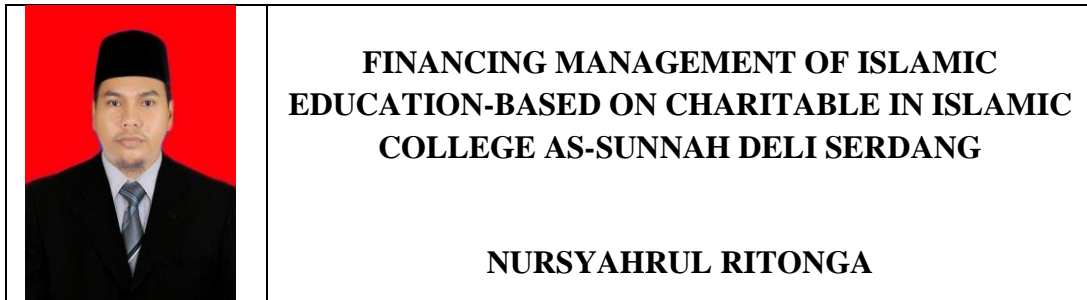 FINANCING MANAGEMENT OF ISLAMIC
EDUCATION-BASED ON CHARITABLE IN ISLAMIC
COLLEGE AS-SUNNAH DELI SERDANG
NURSYAHRUL RITONGA